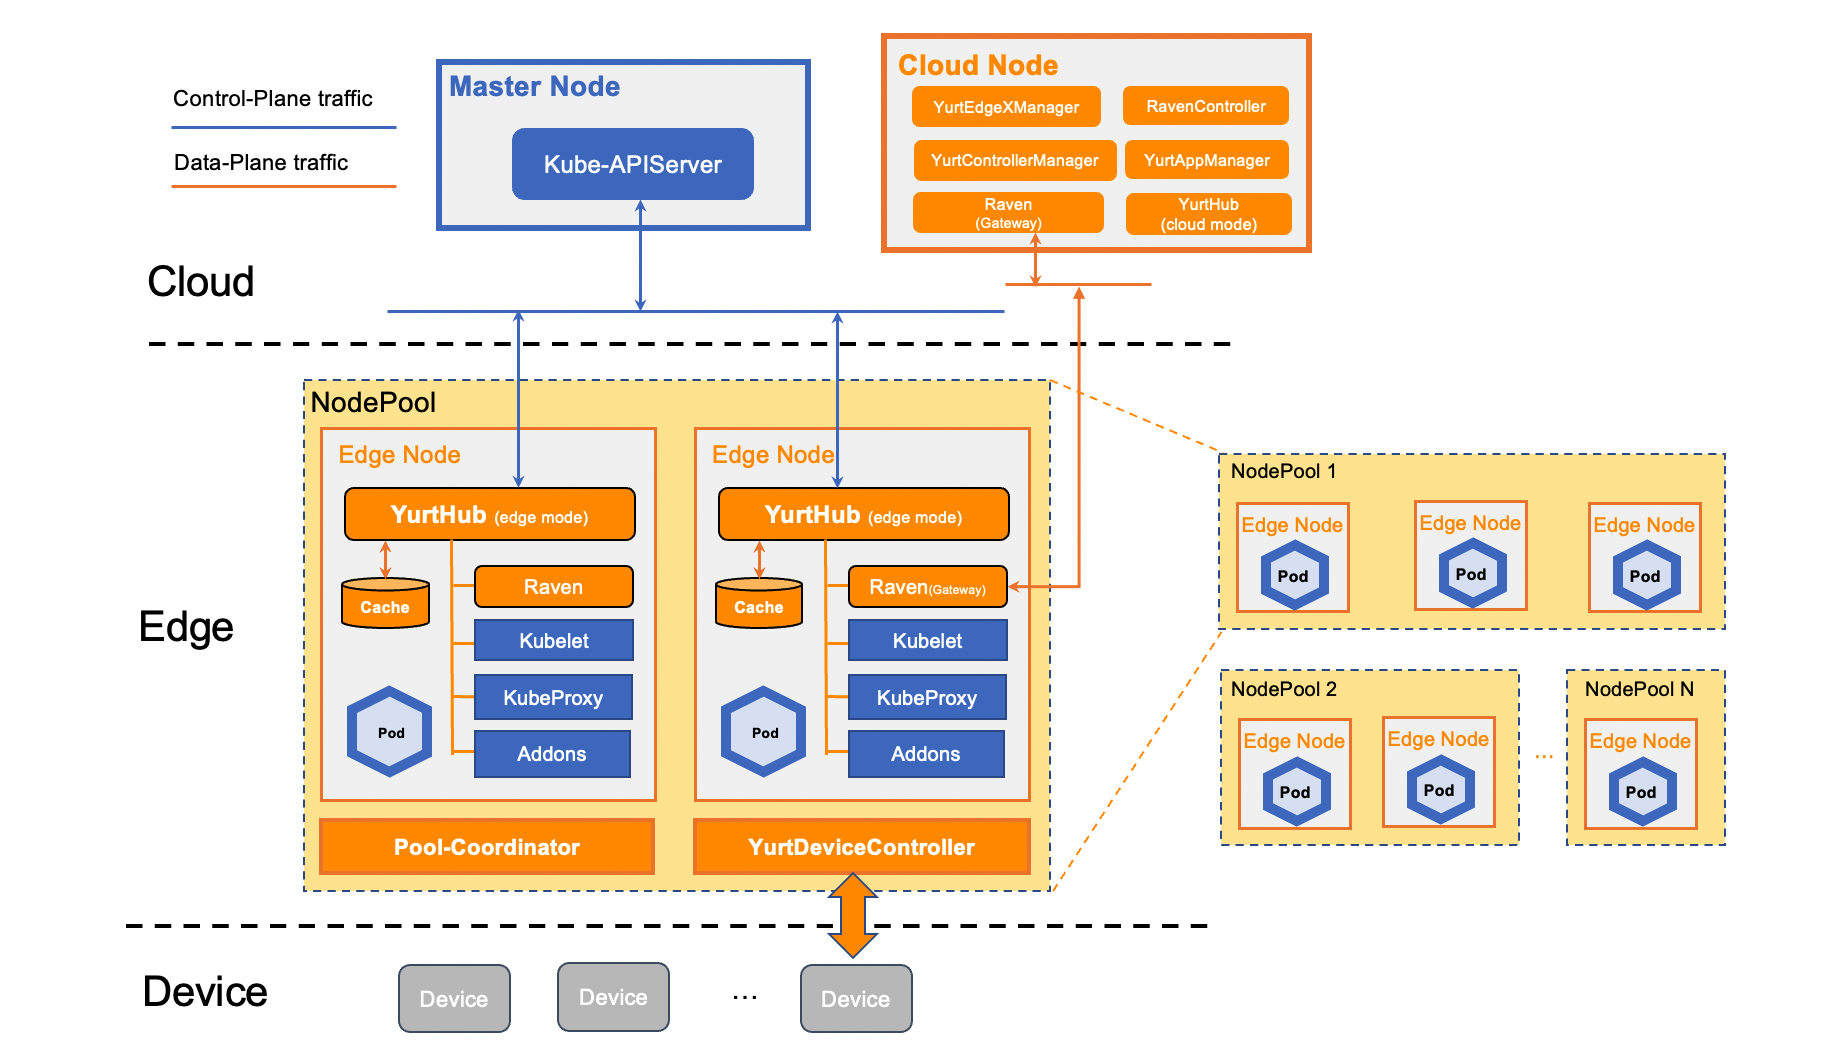 Control-Plane traffic
Data-Plane traffic
Master Node
Kube-APIServer
Cloud Node
YurtEdgeXManager
RavenController
YurtControllerManager
YurtAppManager
Raven
(Gateway)
YurtHub
(cloud mode)
Cloud
Edge
NodePool
Edge Node
YurtHub (edge mode)
Cache
Raven
Kubelet
KubeProxy
Addons
Pod
Edge Node
YurtHub (edge mode)
Cache
Raven(Gateway)
Kubelet
KubeProxy
Addons
Pod
Pool-Coordinator
YurtDeviceController
NodePool 1
Edge Node
Pod
Edge Node
Pod
Edge Node
Pod
NodePool 2
Edge Node
Pod
Edge Node
Pod
...
NodePool N
Edge Node
Pod
Device
Device
Device
...
Device